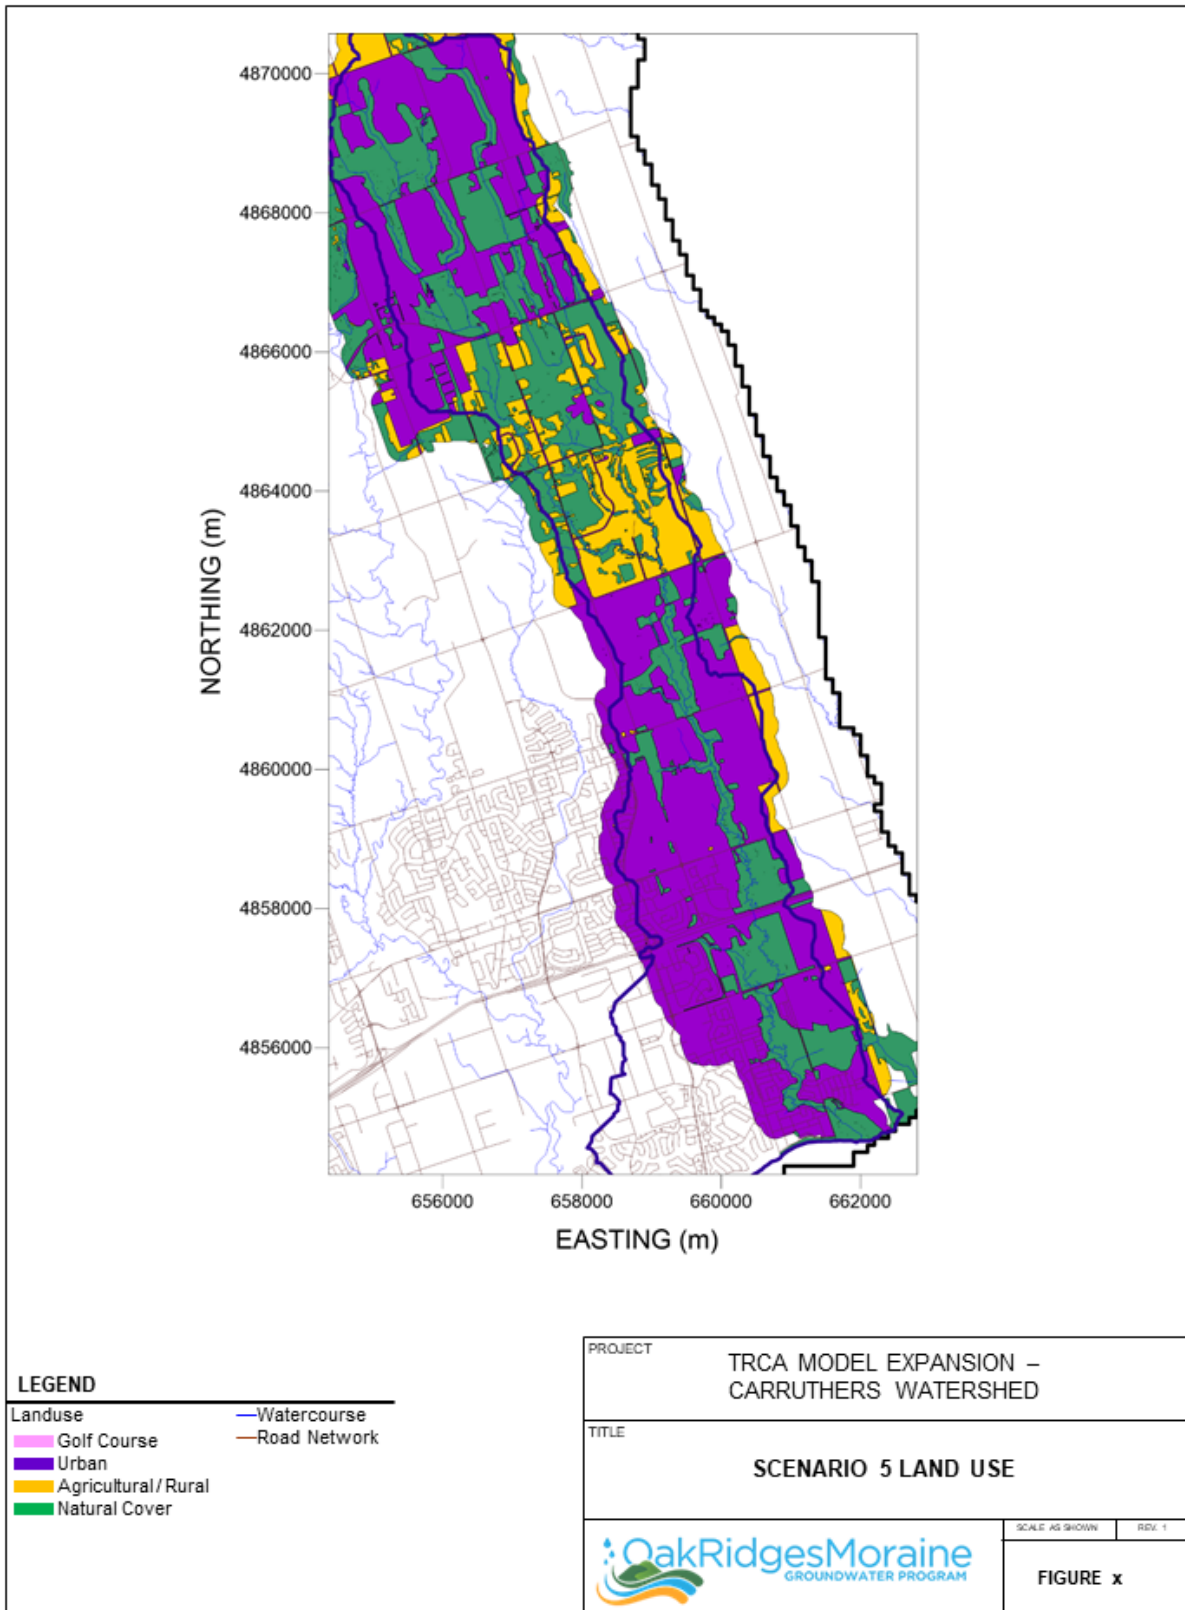 4870000
4868000
4866000
4864000
4862000
4860000
4858000
4856000
NORTHING (m)
656000 658000 660000 662000
EASTING (m)
LEGEND
Landuse
Golf Course
Urban
Agricultural / Rural
Natural Cover
Watercourse
Road Network
PROJECT
TRCA MODEL EXPANSION –
CARRUTHERS WATERSHED
TITLE
SCENARIO 5 LAND USE
OakRidgesMoraine
GROUNDWATER PROGRAM
SCALE AS SHOWN
REV. 1
FIGURE x